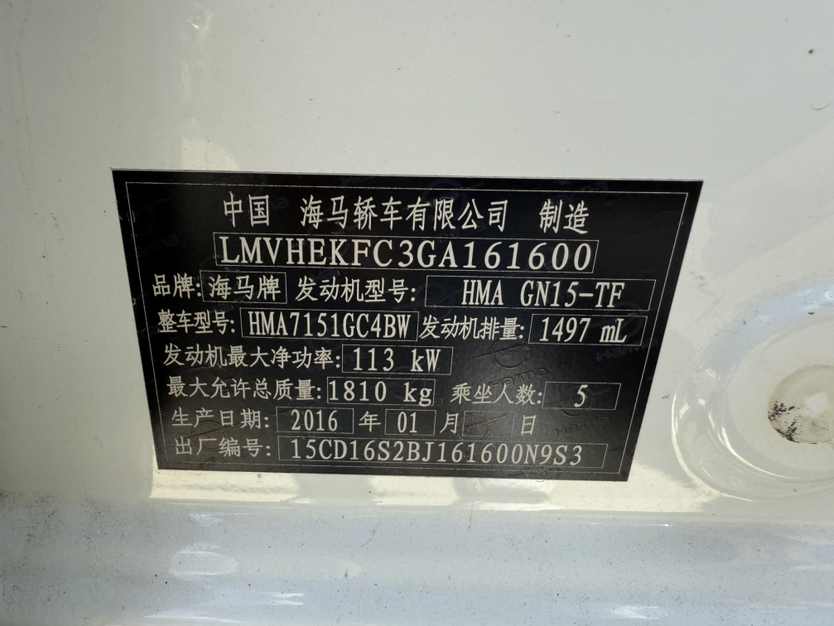 中国 海马轿车有限公司 制造
LMVHEKFC3GA161600
品牌: 海马牌 发动机型号: HMA GN15-TF
整车型号: HMA7151GC4BW 发动机排量: 1497 mL
发动机最大净功率: 113 kW
最大允许总质量: 1810 kg 乘坐人数: 5
生产日期: 2016 年 01 月 日
出厂编号: 15CD16S2BJ161600N9S3